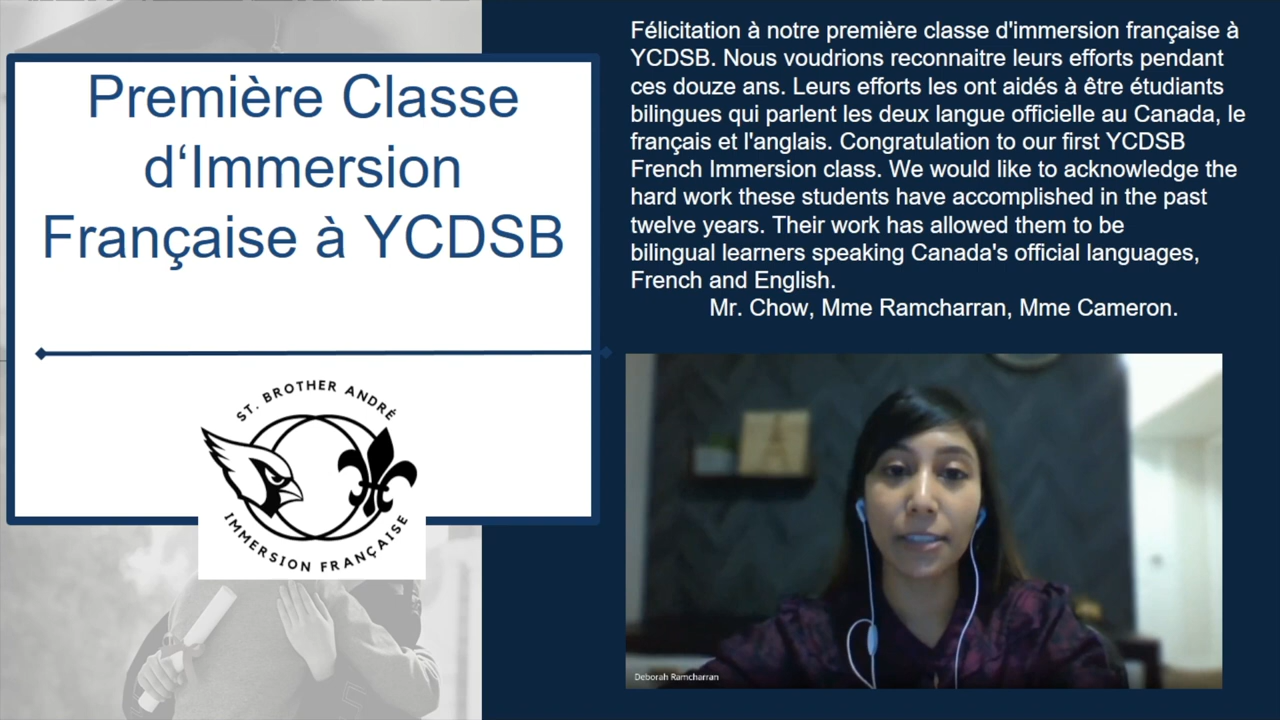 Première Classe
d‘Immersion
Française à YCDSB
ST. BROTHER ANDRÉ
IMMERSION FRANÇAISE
Félicitation à notre première classe d'immersion française à
YCDSB. Nous voudrions reconnaitre leurs efforts pendant
ces douze ans. Leurs efforts les ont aidés à être étudiants
bilingues qui parlent les deux langue officielle au Canada, le
français et l'anglais. Congratulation to our first YCDSB
French Immersion class. We would like to acknowledge the
hard work these students have accomplished in the past
twelve years. Their work has allowed them to be
bilingual learners speaking Canada's official languages,
French and English.
Mr. Chow, Mme Ramcharran, Mme Cameron.
Deborah Ramcharran